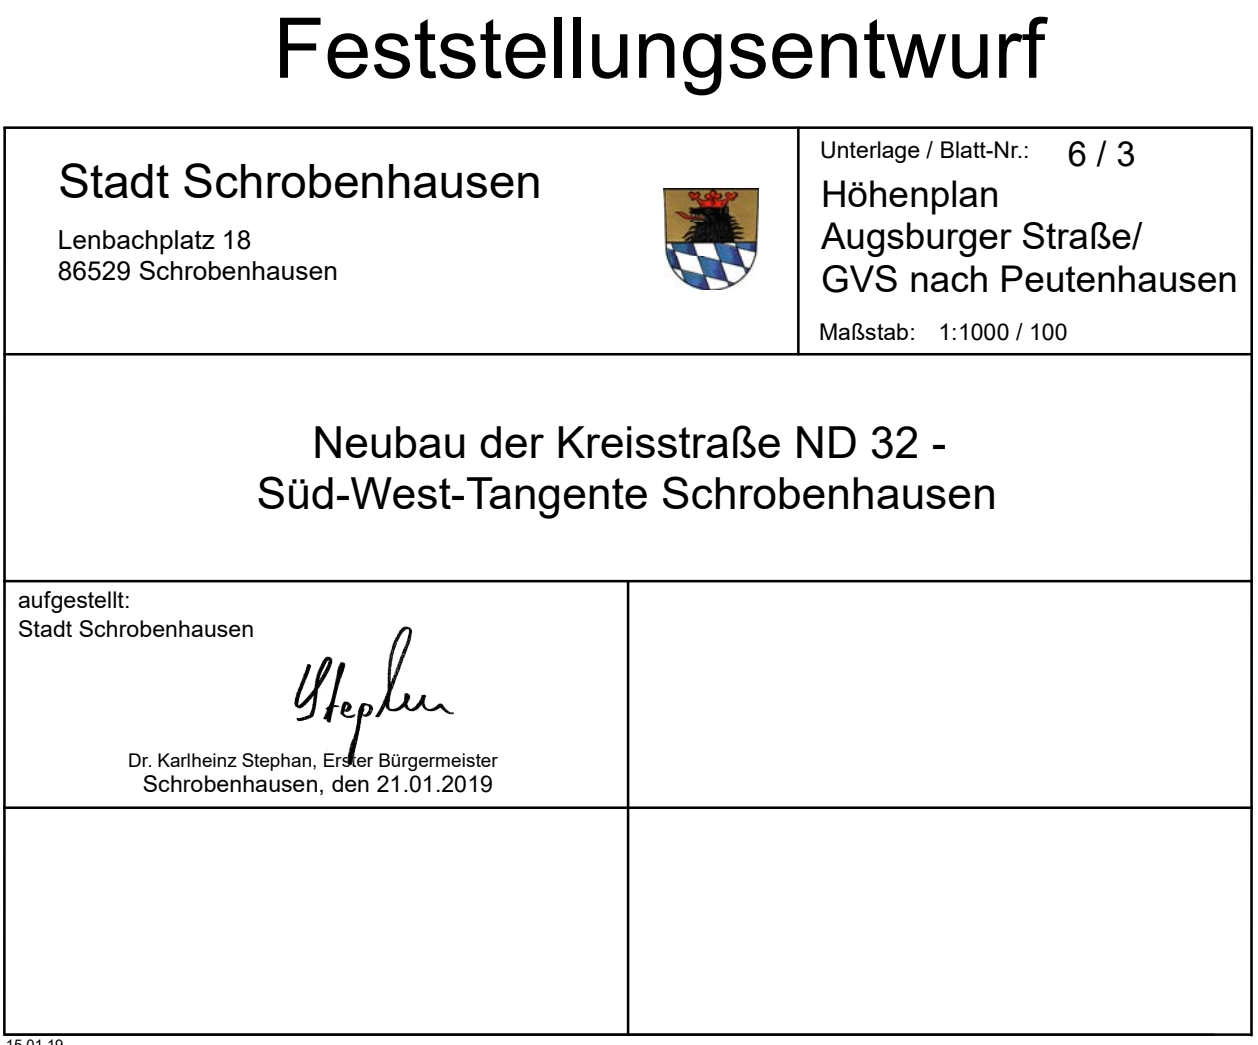 Feststellungsentwurf
Stadt Schrobenhausen
Lenbachplatz 18
86529 Schrobenhausen
Unterlage / Blatt-Nr.: 6 / 3
Höhenplan
Augsburger Straße/
GVS nach Peutenhausen
Maßstab: 1:1000 / 100
Neubau der Kreisstraße ND 32 -
Süd-West-Tangente Schrobenhausen
aufgestellt:
Stadt Schrobenhausen
Stephan
Dr. Karlheinz Stephan, Erster Bürgermeister
Schrobenhausen, den 21.01.2019
15.01.19